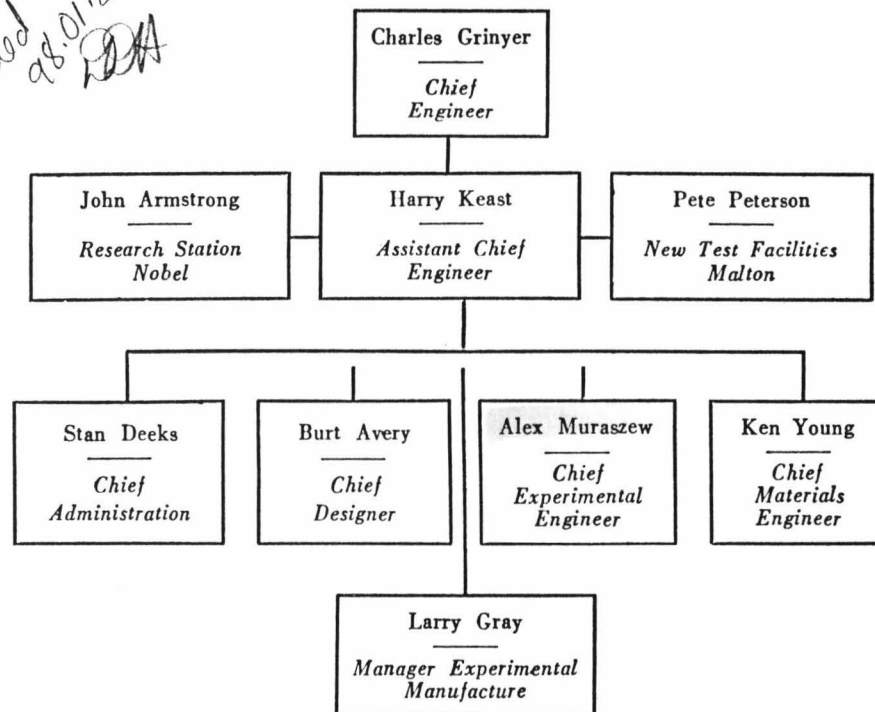 98.01.
Charles Grinyer
Chief
Engineer
John Armstrong
Research Station
Nobel
Harry Keast
Assistant Chief
Engineer
Pete Peterson
New Test Facilities
Malton
Stan Deeks
Chief
Administration
Burt Avery
Chief
Designer
Alex Muraszew
Chief
Experimental
Engineer
Ken Young
Chief
Materials
Engineer
Larry Gray
Manager Experimental
Manufacture